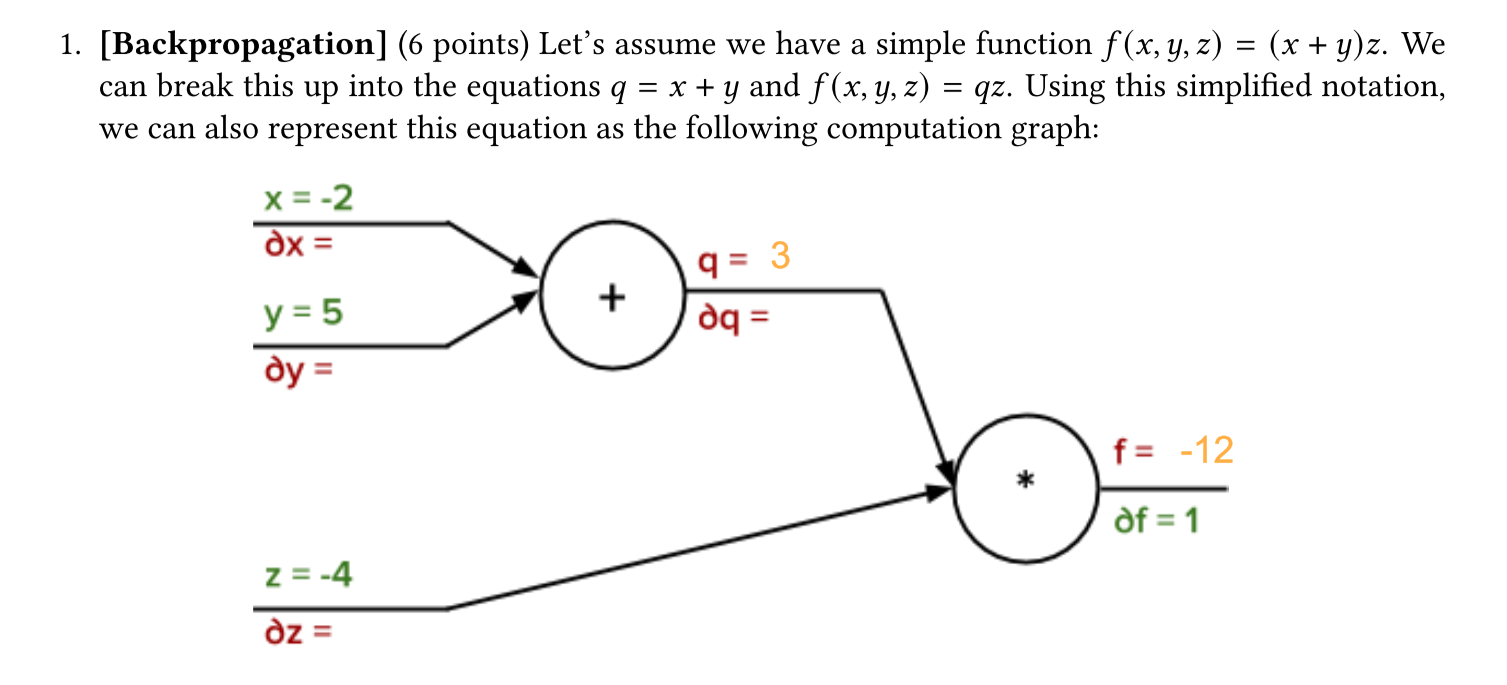 1. [Backpropagation] (6 points) Let's assume we have a simple function f(x, y, z) = (x + y)z. We
can break this up into the equations q = x + y and f(x, y, z) = qz. Using this simplified notation,
we can also represent this equation as the following computation graph:
x = -2
∂x =
y = 5
∂y =
+
q = 3
∂q =
*
f = -12
∂f = 1
z = -4
∂z =